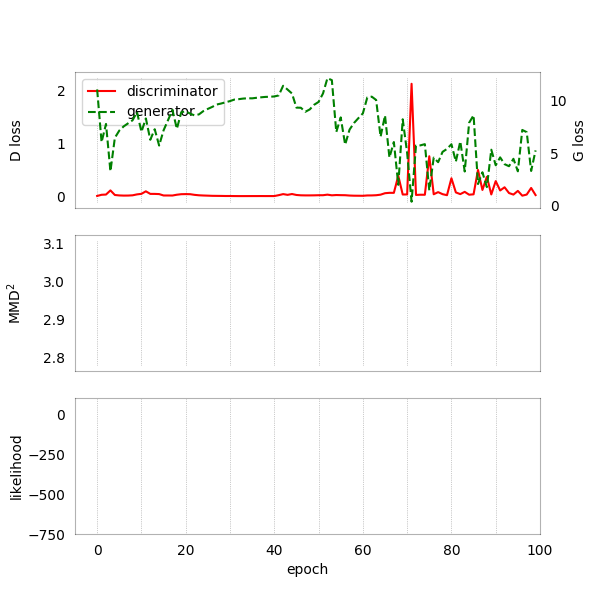 discriminator
generator
D loss
2
1
0
G loss
10
5
0
MMD²
3.1
3.0
2.9
2.8
likelihood
0
−250
−500
−750
0 20 40 60 80 100
epoch